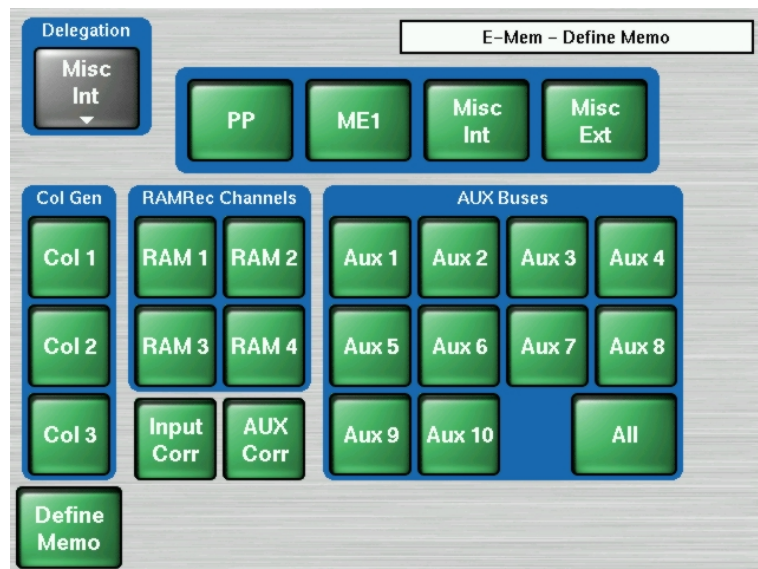 Delegation
E-Mem - Define Memo
Misc
Int
PP
ME1
Misc
Int
Misc
Ext
Col Gen
RAMRec Channels
AUX Buses
Col 1
RAM 1
RAM 2
Aux 1
Aux 2
Aux 3
Aux 4
Col 2
RAM 3
RAM 4
Aux 5
Aux 6
Aux 7
Aux 8
Col 3
Input
Corr
AUX
Corr
Aux 9
Aux 10
All
Define
Memo